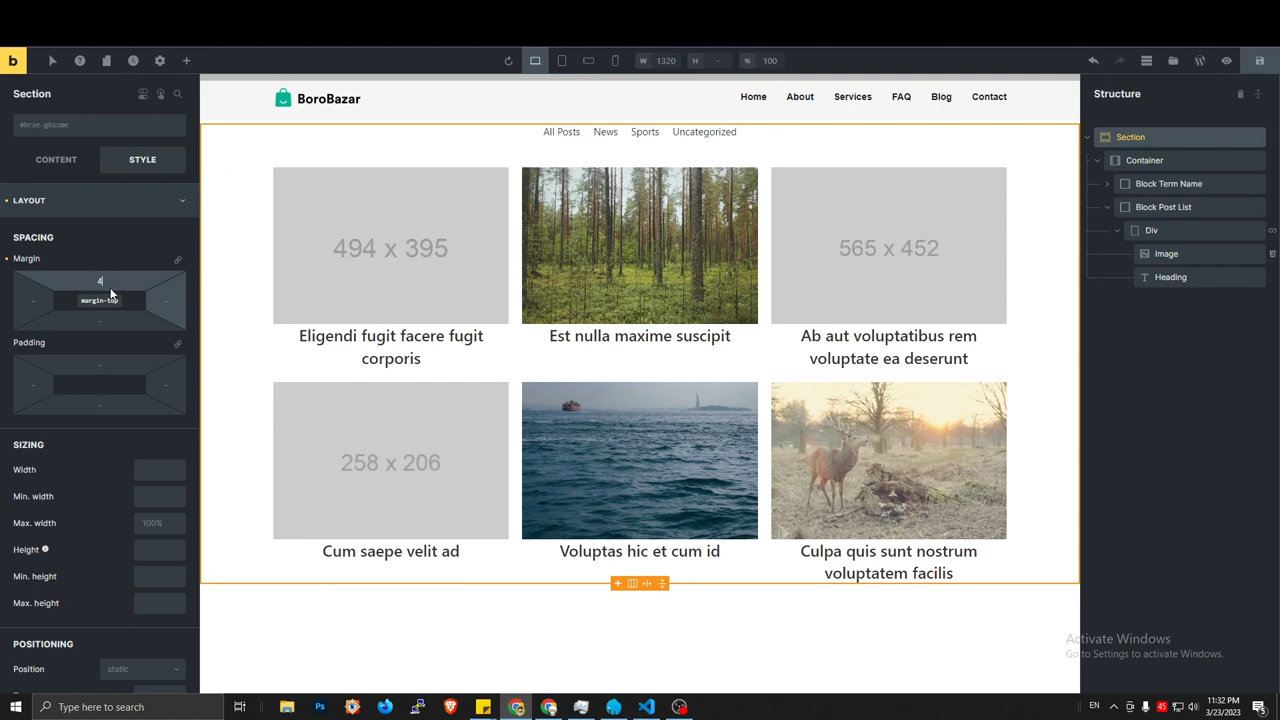 b
W 1320 H - % 100
Section
#brxe-gkozme
CONTENT STYLE
LAYOUT
SPACING
Margin
4
margin-top
Padding
SIZING
Width
Min. width
Max. width 100%
Height
Min. height
Max. height
POSITIONING
Position static
BoroBazar
Home About Services FAQ Blog Contact
All Posts News Sports Uncategorized
494 x 395
565 x 452
Eligendi fugit facere fugit
corporis
Est nulla maxime suscipit
Ab aut voluptatibus rem
voluptate ea deserunt
258 x 206
Cum saepe velit ad
Voluptas hic et cum id
Culpa quis sunt nostrum
voluptatem facilis
Structure
Section
Container
Block Term Name
Block Post List
Div
Image
Heading
Activate Windows
Go to Settings to activate Windows.
Type here to search
EN
45
11:32 PM
3/23/2023